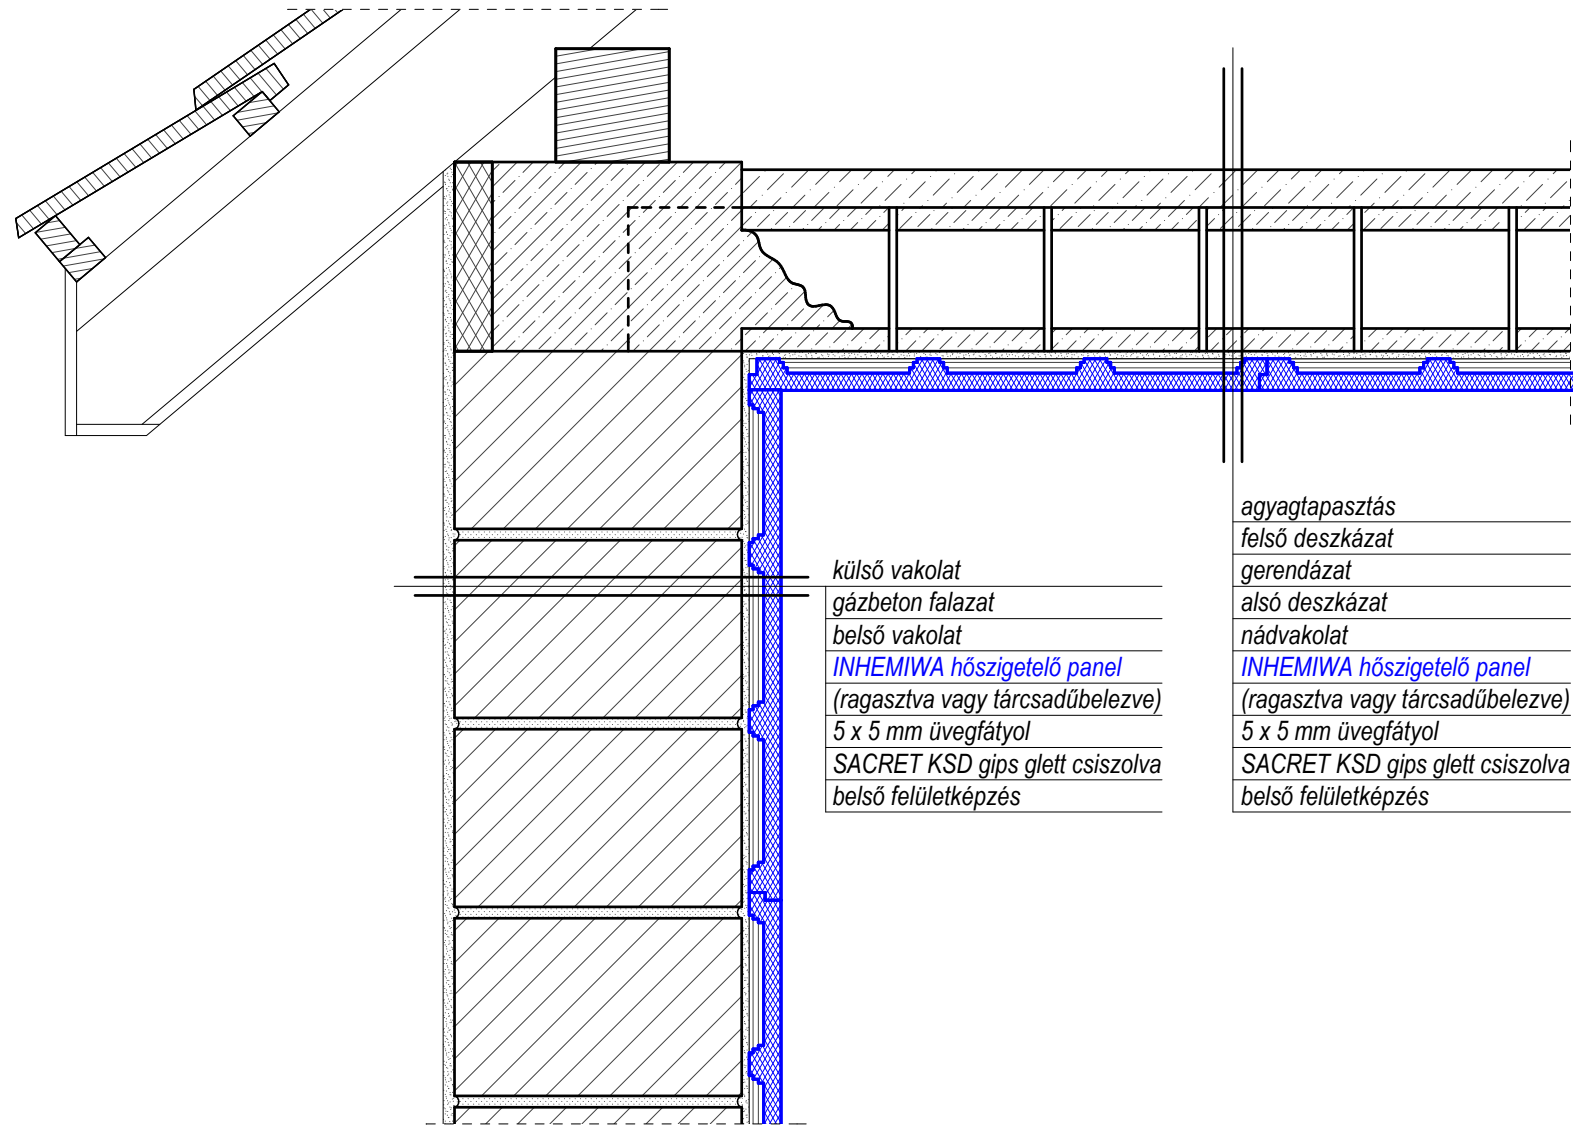 külső vakolat
gázbeton falazat
belső vakolat
INHEMIWA hőszigetelő panel
(ragasztva vagy tárcsadűbelezve)
5 x 5 mm üvegfátyol
SACRET KSD gips glett csiszolva
belső felületképzés
agyagtapasztás
felső deszkázat
gerendázat
alsó deszkázat
nádvakolat
INHEMIWA hőszigetelő panel
(ragasztva vagy tárcsadűbelezve)
5 x 5 mm üvegfátyol
SACRET KSD gips glett csiszolva
belső felületképzés